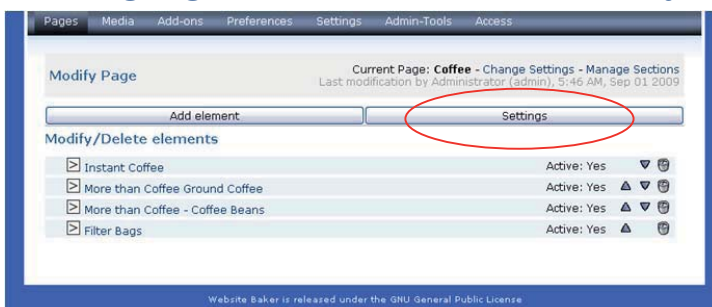 Pages Media Add-ons Preferences Settings Admin-Tools Access
Modify Page
Current Page: Coffee - Change Settings - Manage Sections
Last modification by Administrator (admin), 5:46 AM, Sep 01 2009
Add element Settings
Modify/Delete elements
Instant Coffee Active: Yes
More than Coffee Ground Coffee Active: Yes
More than Coffee - Coffee Beans Active: Yes
Filter Bags Active: Yes
Website Baker is released under the GNU General Public License